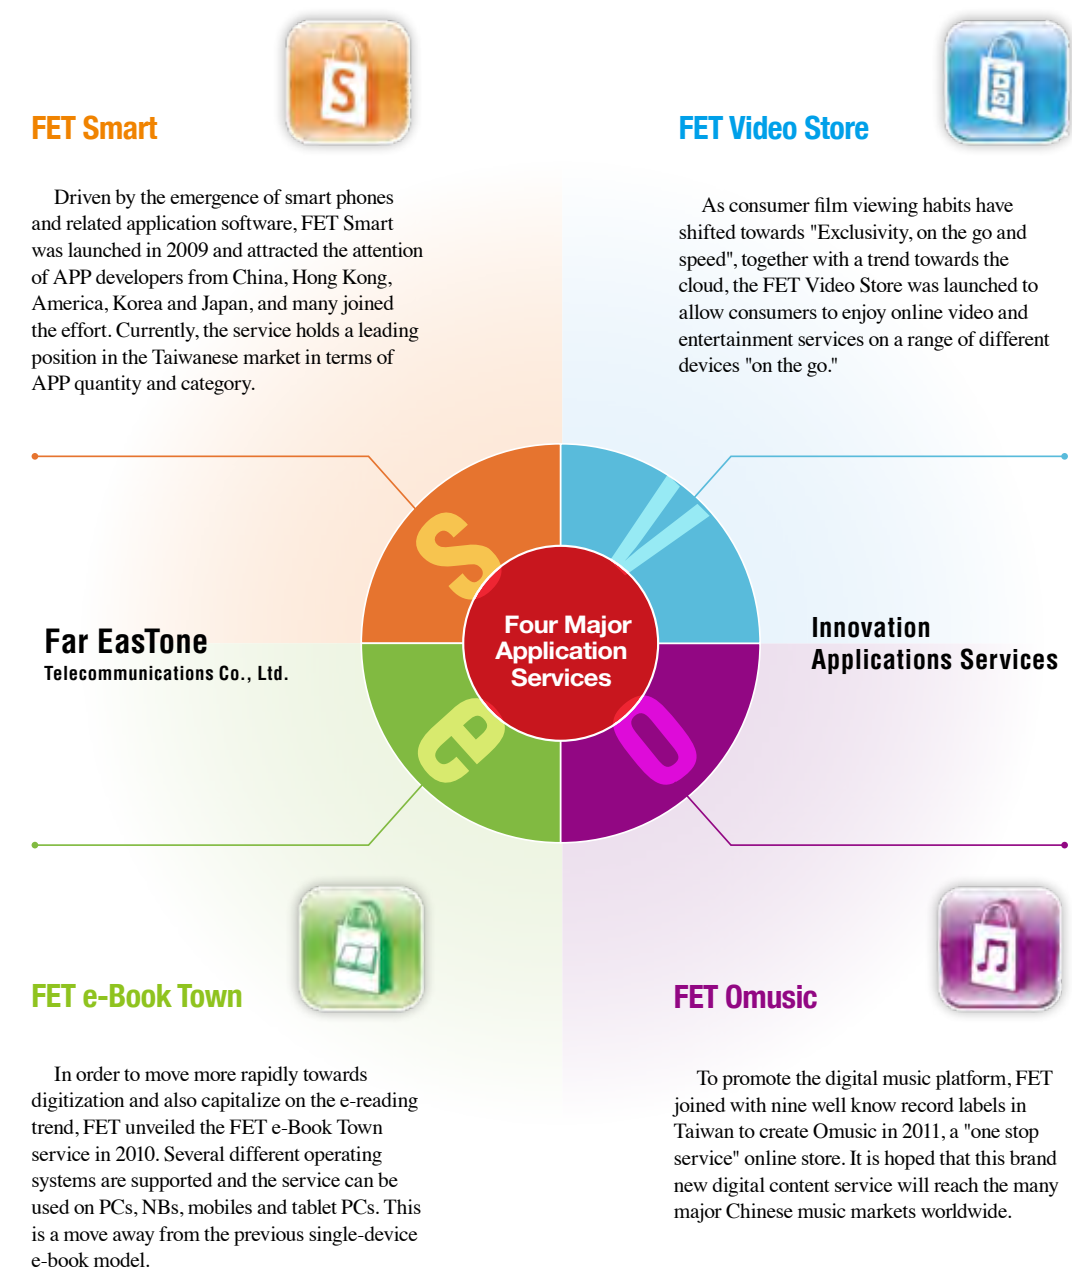 FET Smart
Driven by the emergence of smart phones
and related application software, FET Smart
was launched in 2009 and attracted the attention
of APP developers from China, Hong Kong,
America, Korea and Japan, and many joined
the effort. Currently, the service holds a leading
position in the Taiwanese market in terms of
APP quantity and category.
S
FET Video Store
As consumer film viewing habits have
shifted towards "Exclusivity, on the go and
speed", together with a trend towards the
cloud, the FET Video Store was launched to
allow consumers to enjoy online video and
entertainment services on a range of different
devices "on the go."
Far EasTone
Telecommunications Co., Ltd.
s
V
e
o
Four Major
Application
Services
Innovation
Applications Services
FET e-Book Town
In order to move more rapidly towards
digitization and also capitalize on the e-reading
trend, FET unveiled the FET e-Book Town
service in 2010. Several different operating
systems are supported and the service can be
used on PCs, NBs, mobiles and tablet PCs. This
is a move away from the previous single-device
e-book model.
FET Omusic
To promote the digital music platform, FET
joined with nine well know record labels in
Taiwan to create Omusic in 2011, a "one stop
service" online store. It is hoped that this brand
new digital content service will reach the many
major Chinese music markets worldwide.